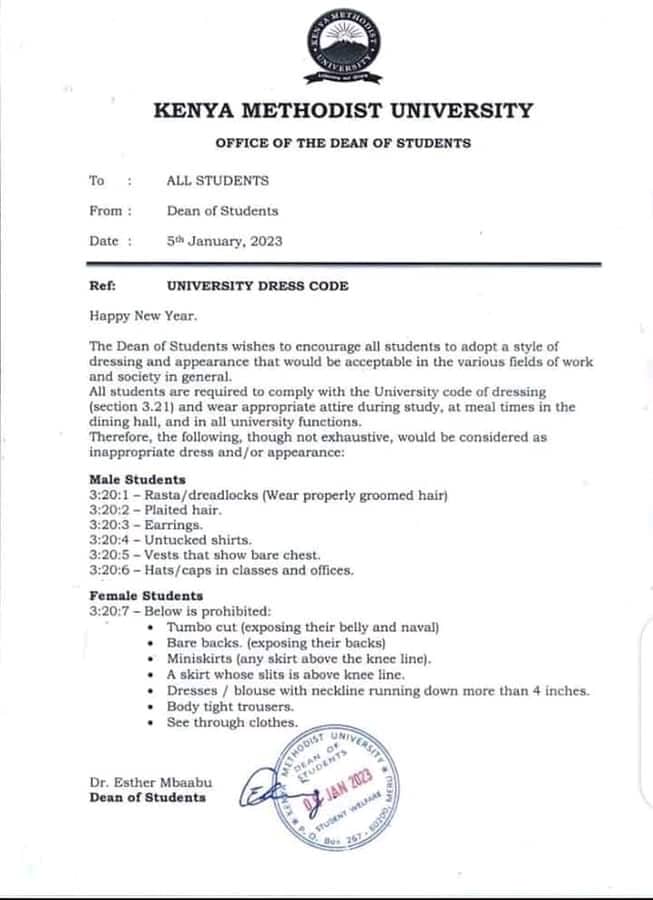 KENYA METHODIST
UNIVERSITY
KENYA METHODIST UNIVERSITY
OFFICE OF THE DEAN OF STUDENTS
To : ALL STUDENTS
From : Dean of Students
Date : 5th January, 2023
Ref: UNIVERSITY DRESS CODE
Happy New Year.
The Dean of Students wishes to encourage all students to adopt a style of
dressing and appearance that would be acceptable in the various fields of work
and society in general.
All students are required to comply with the University code of dressing
(section 3.21) and wear appropriate attire during study, at meal times in the
dining hall, and in all university functions.
Therefore, the following, though not exhaustive, would be considered as
inappropriate dress and/or appearance:
Male Students
3:20:1 – Rasta/dreadlocks (Wear properly groomed hair)
3:20:2 – Plaited hair.
3:20:3 – Earrings.
3:20:4 – Untucked shirts.
3:20:5 – Vests that show bare chest.
3:20:6 – Hats/caps in classes and offices.
Female Students
3:20:7 – Below is prohibited:
• Tumbo cut (exposing their belly and naval)
• Bare backs. (exposing their backs)
• Miniskirts (any skirt above the knee line).
• A skirt whose slits is above knee line.
• Dresses / blouse with neckline running down more than 4 inches.
• Body tight trousers.
• See through clothes.
Dr. Esther Mbaabu
Dean of Students
KENYA METHODIST UNIVERSITY
DEAN OF
STUDENTS
JAN 2023
STUDENT WELFARE
P. O. Box 267 - 60200, MERU